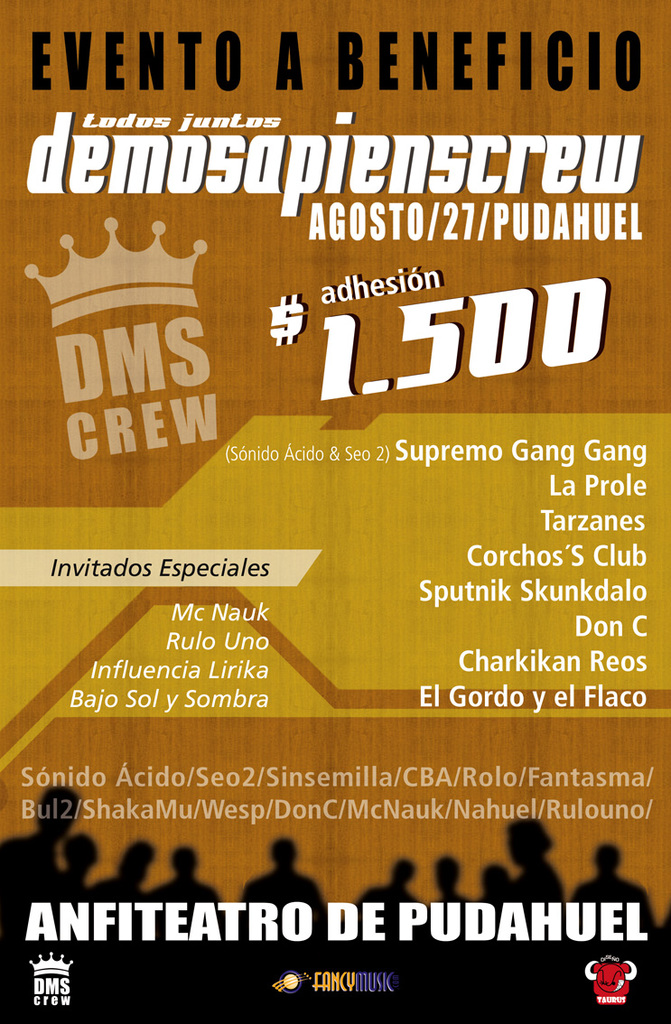 EVENTO A BENEFICIO
todos juntos
demosapienscrew
AGOSTO/27/PUDAHUEL
adhesión
$ 1.500
DMS
CREW
(Sónido Ácido & Seo 2) Supremo Gang Gang
La Prole
Tarzanes
Corchos´S Club
Sputnik Skunkdalo
Don C
Charkikan Reos
El Gordo y el Flaco
Invitados Especiales
Mc Nauk
Rulo Uno
Influencia Lirika
Bajo Sol y Sombra
Sónido Ácido/Seo2/Sinsemilla/CBA/Rolo/Fantasma/
Bul2/ShakaMu/Wesp/DonC/McNauk/Nahuel/Rulouno/
ANFITEATRO DE PUDAHUEL
DMS
crew
FANCYMUSIC
TAURUS